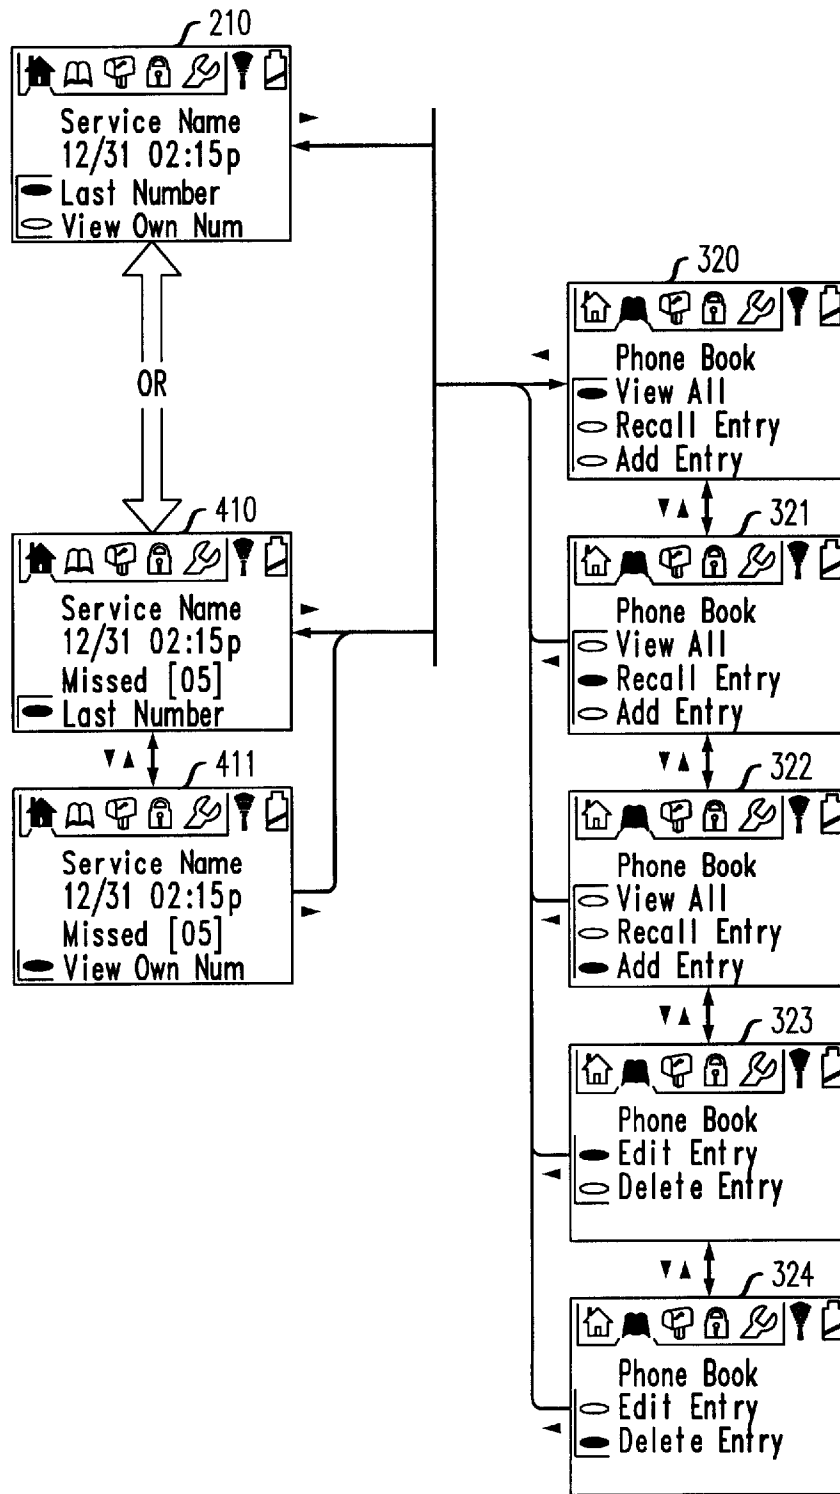 210
Service Name
12/31 02:15p
Last Number
View Own Num
OR
410
Service Name
12/31 02:15p
Missed [05]
Last Number
411
Service Name
12/31 02:15p
Missed [05]
View Own Num
320
Phone Book
View All
Recall Entry
Add Entry
321
Phone Book
View All
Recall Entry
Add Entry
322
Phone Book
View All
Recall Entry
Add Entry
323
Phone Book
Edit Entry
Delete Entry
324
Phone Book
Edit Entry
Delete Entry